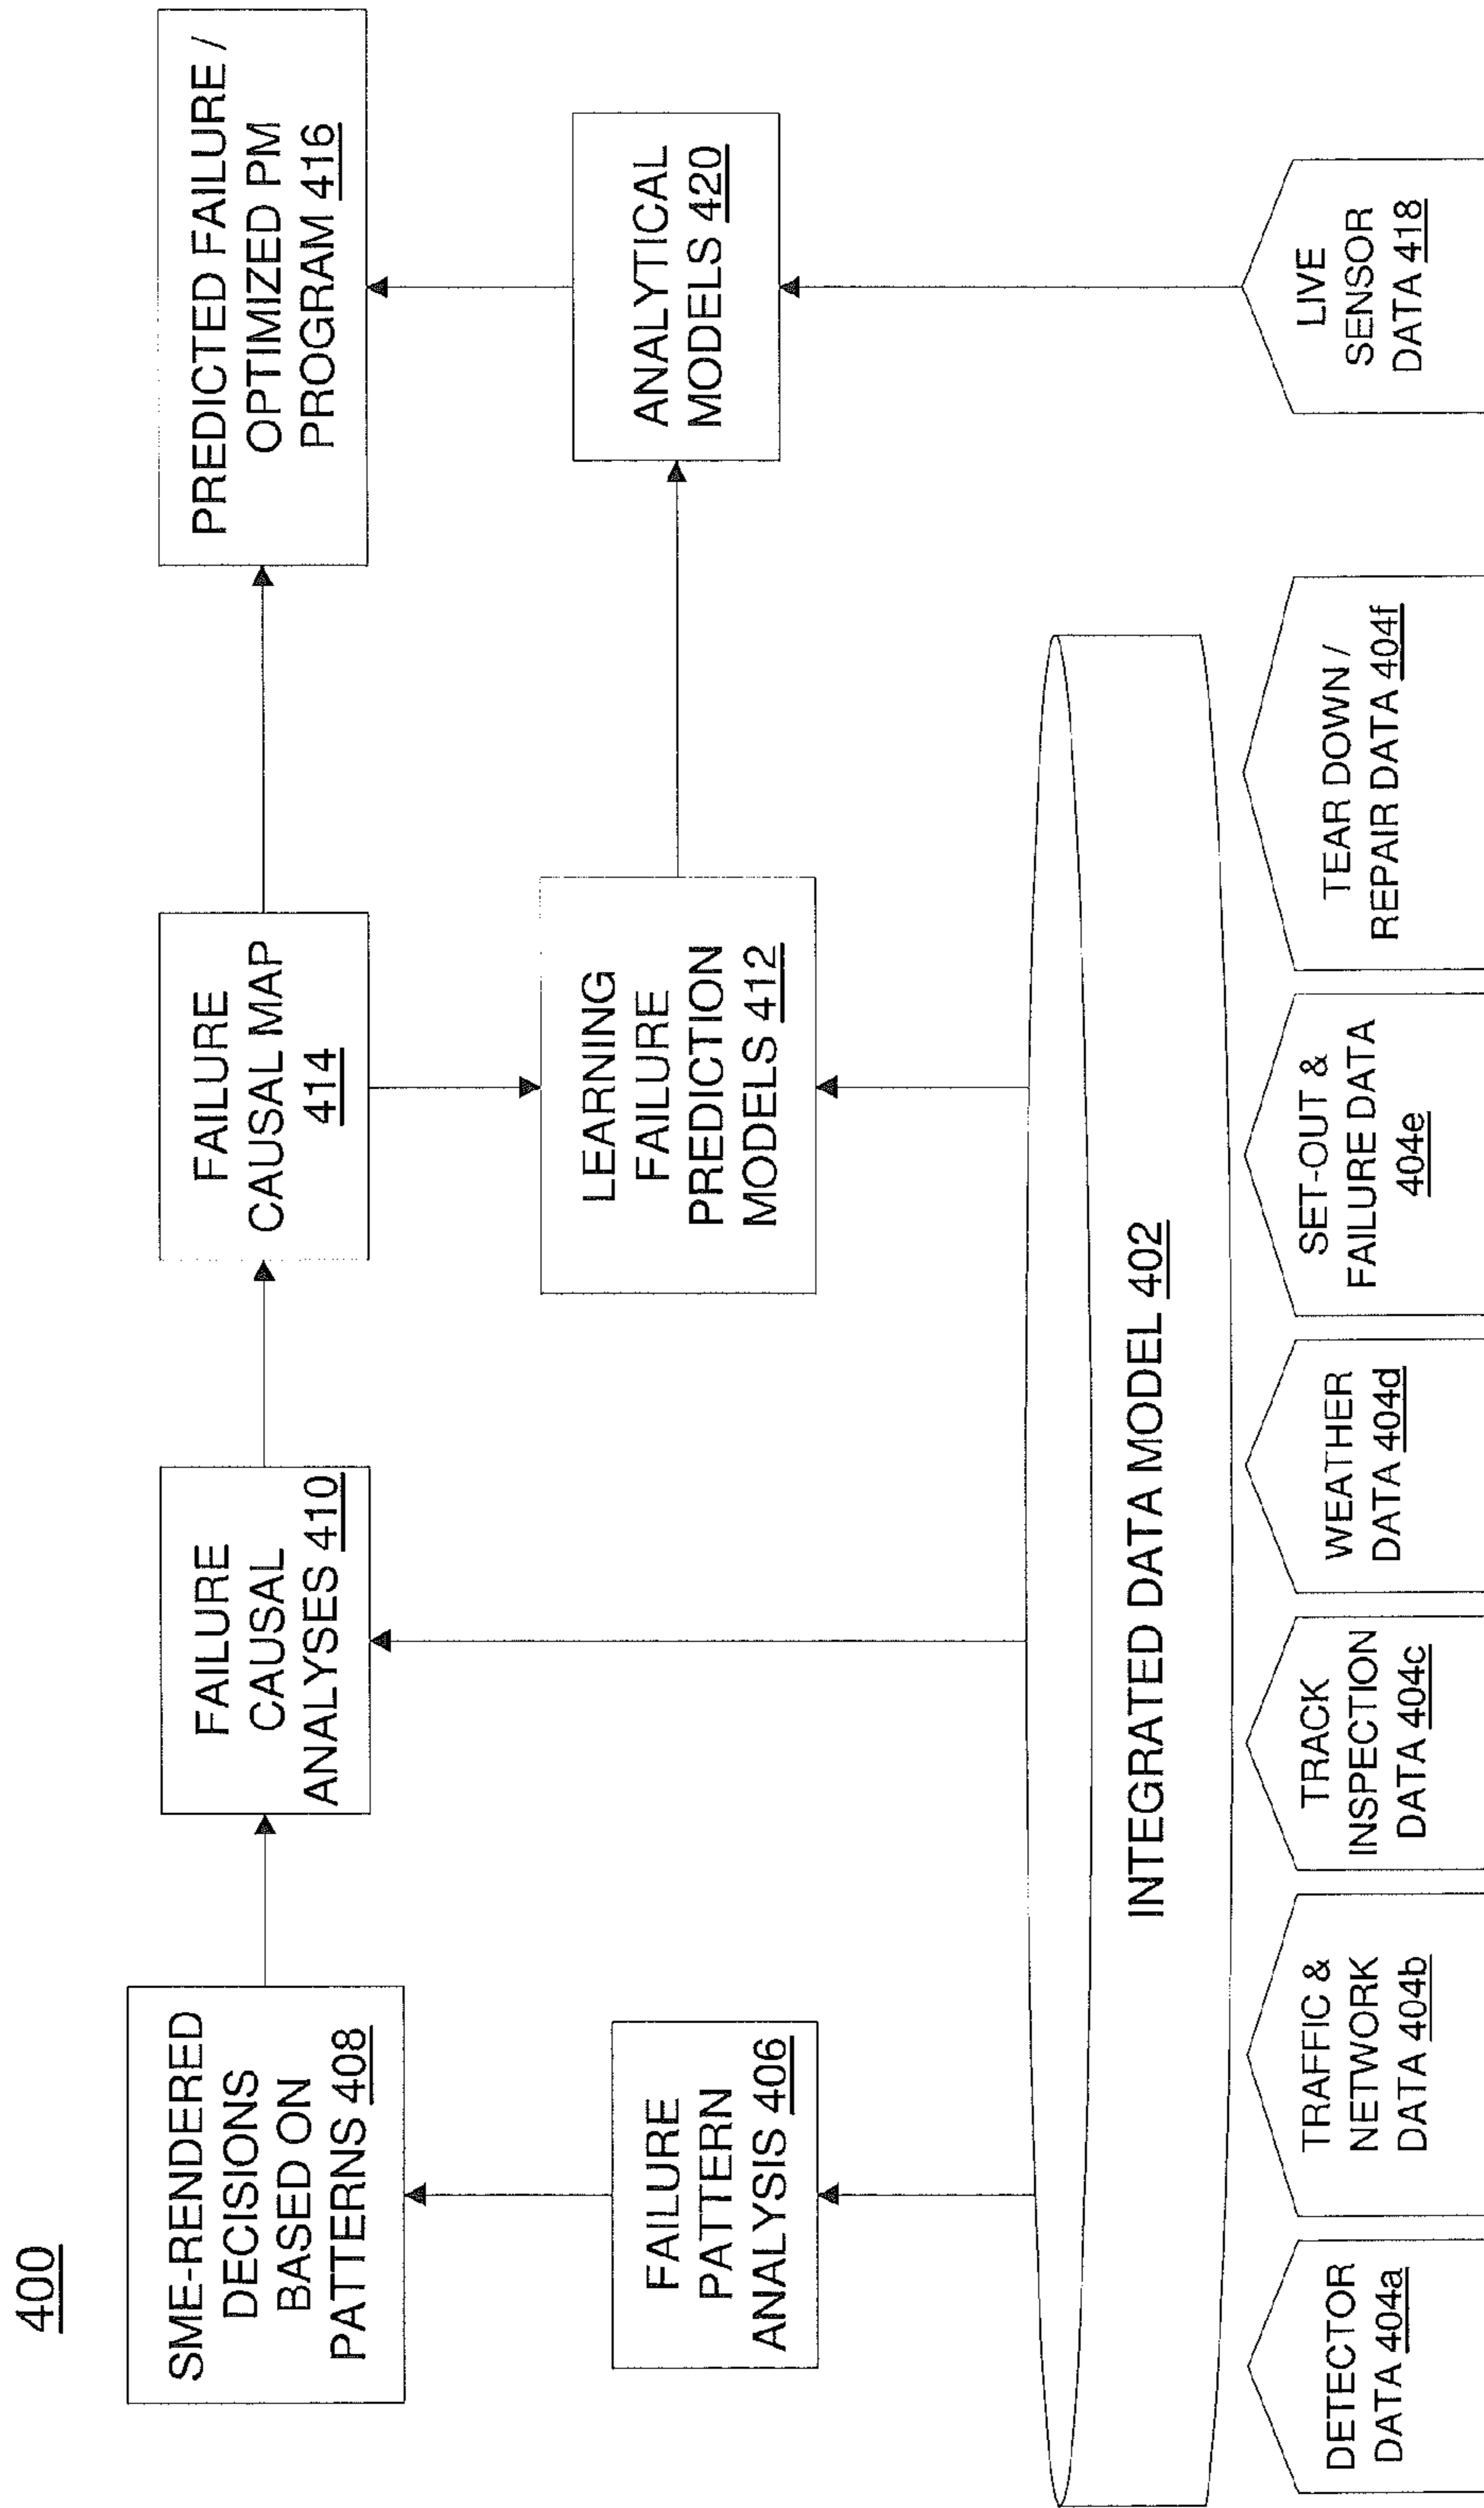 400
SME-RENDERED
DECISIONS
BASED ON
PATTERNS 408
FAILURE
CAUSAL
ANALYSES 410
FAILURE
CAUSAL MAP
414
PREDICTED FAILURE /
OPTIMIZED PM
PROGRAM 416
FAILURE
PATTERN
ANALYSIS 406
LEARNING
FAILURE
PREDICTION
MODELS 412
ANALYTICAL
MODELS 420
INTEGRATED DATA MODEL 402
DETECTOR
DATA 404a
TRAFFIC &
NETWORK
DATA 404b
TRACK
INSPECTION
DATA 404c
WEATHER
DATA 404d
SET-OUT &
FAILURE DATA
404e
TEAR DOWN /
REPAIR DATA 404f
LIVE
SENSOR
DATA 418